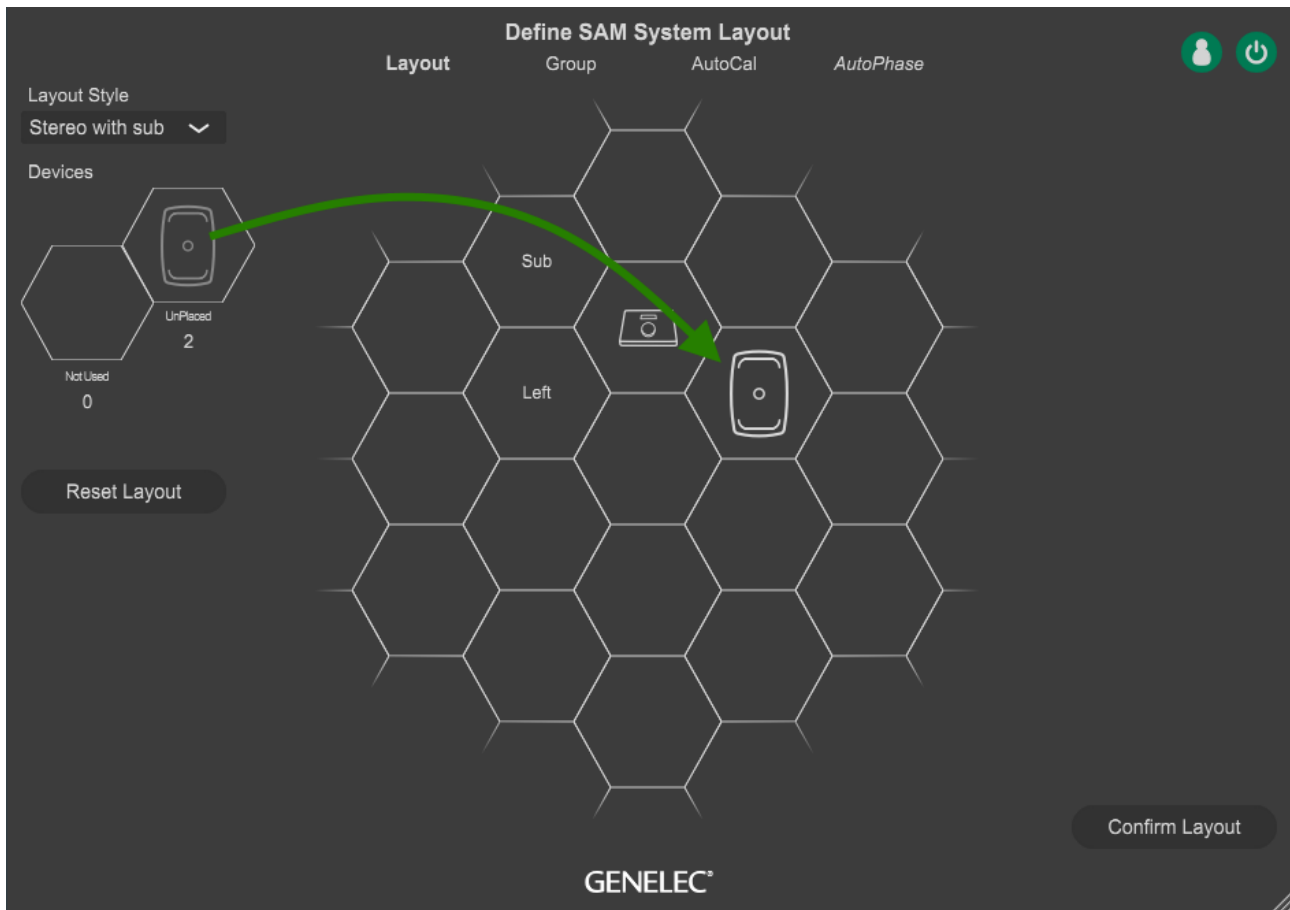 Define SAM System Layout
Layout Group AutoCal AutoPhase
Layout Style
Stereo with sub
Devices
Sub
UnPlaced
2
Not Used
0
Left
Reset Layout
Confirm Layout
GENELEC®